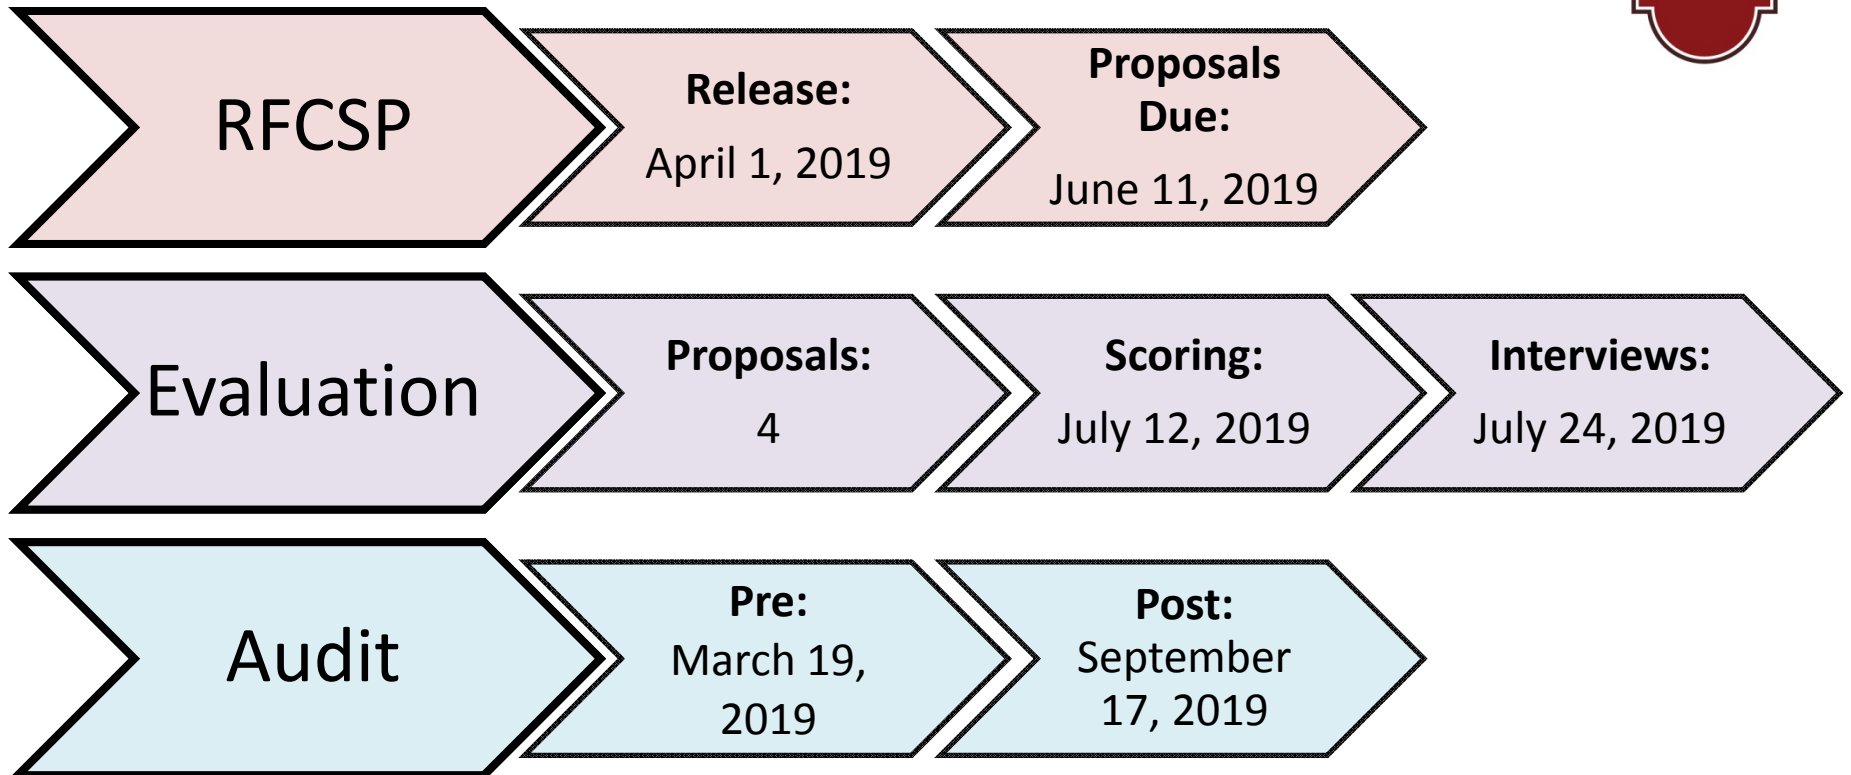 RFCSP
Release:
April 1, 2019
Proposals
Due:
June 11, 2019
Evaluation
Proposals:
4
Scoring:
July 12, 2019
Interviews:
July 24, 2019
Audit
Pre:
March 19,
2019
Post:
September
17, 2019